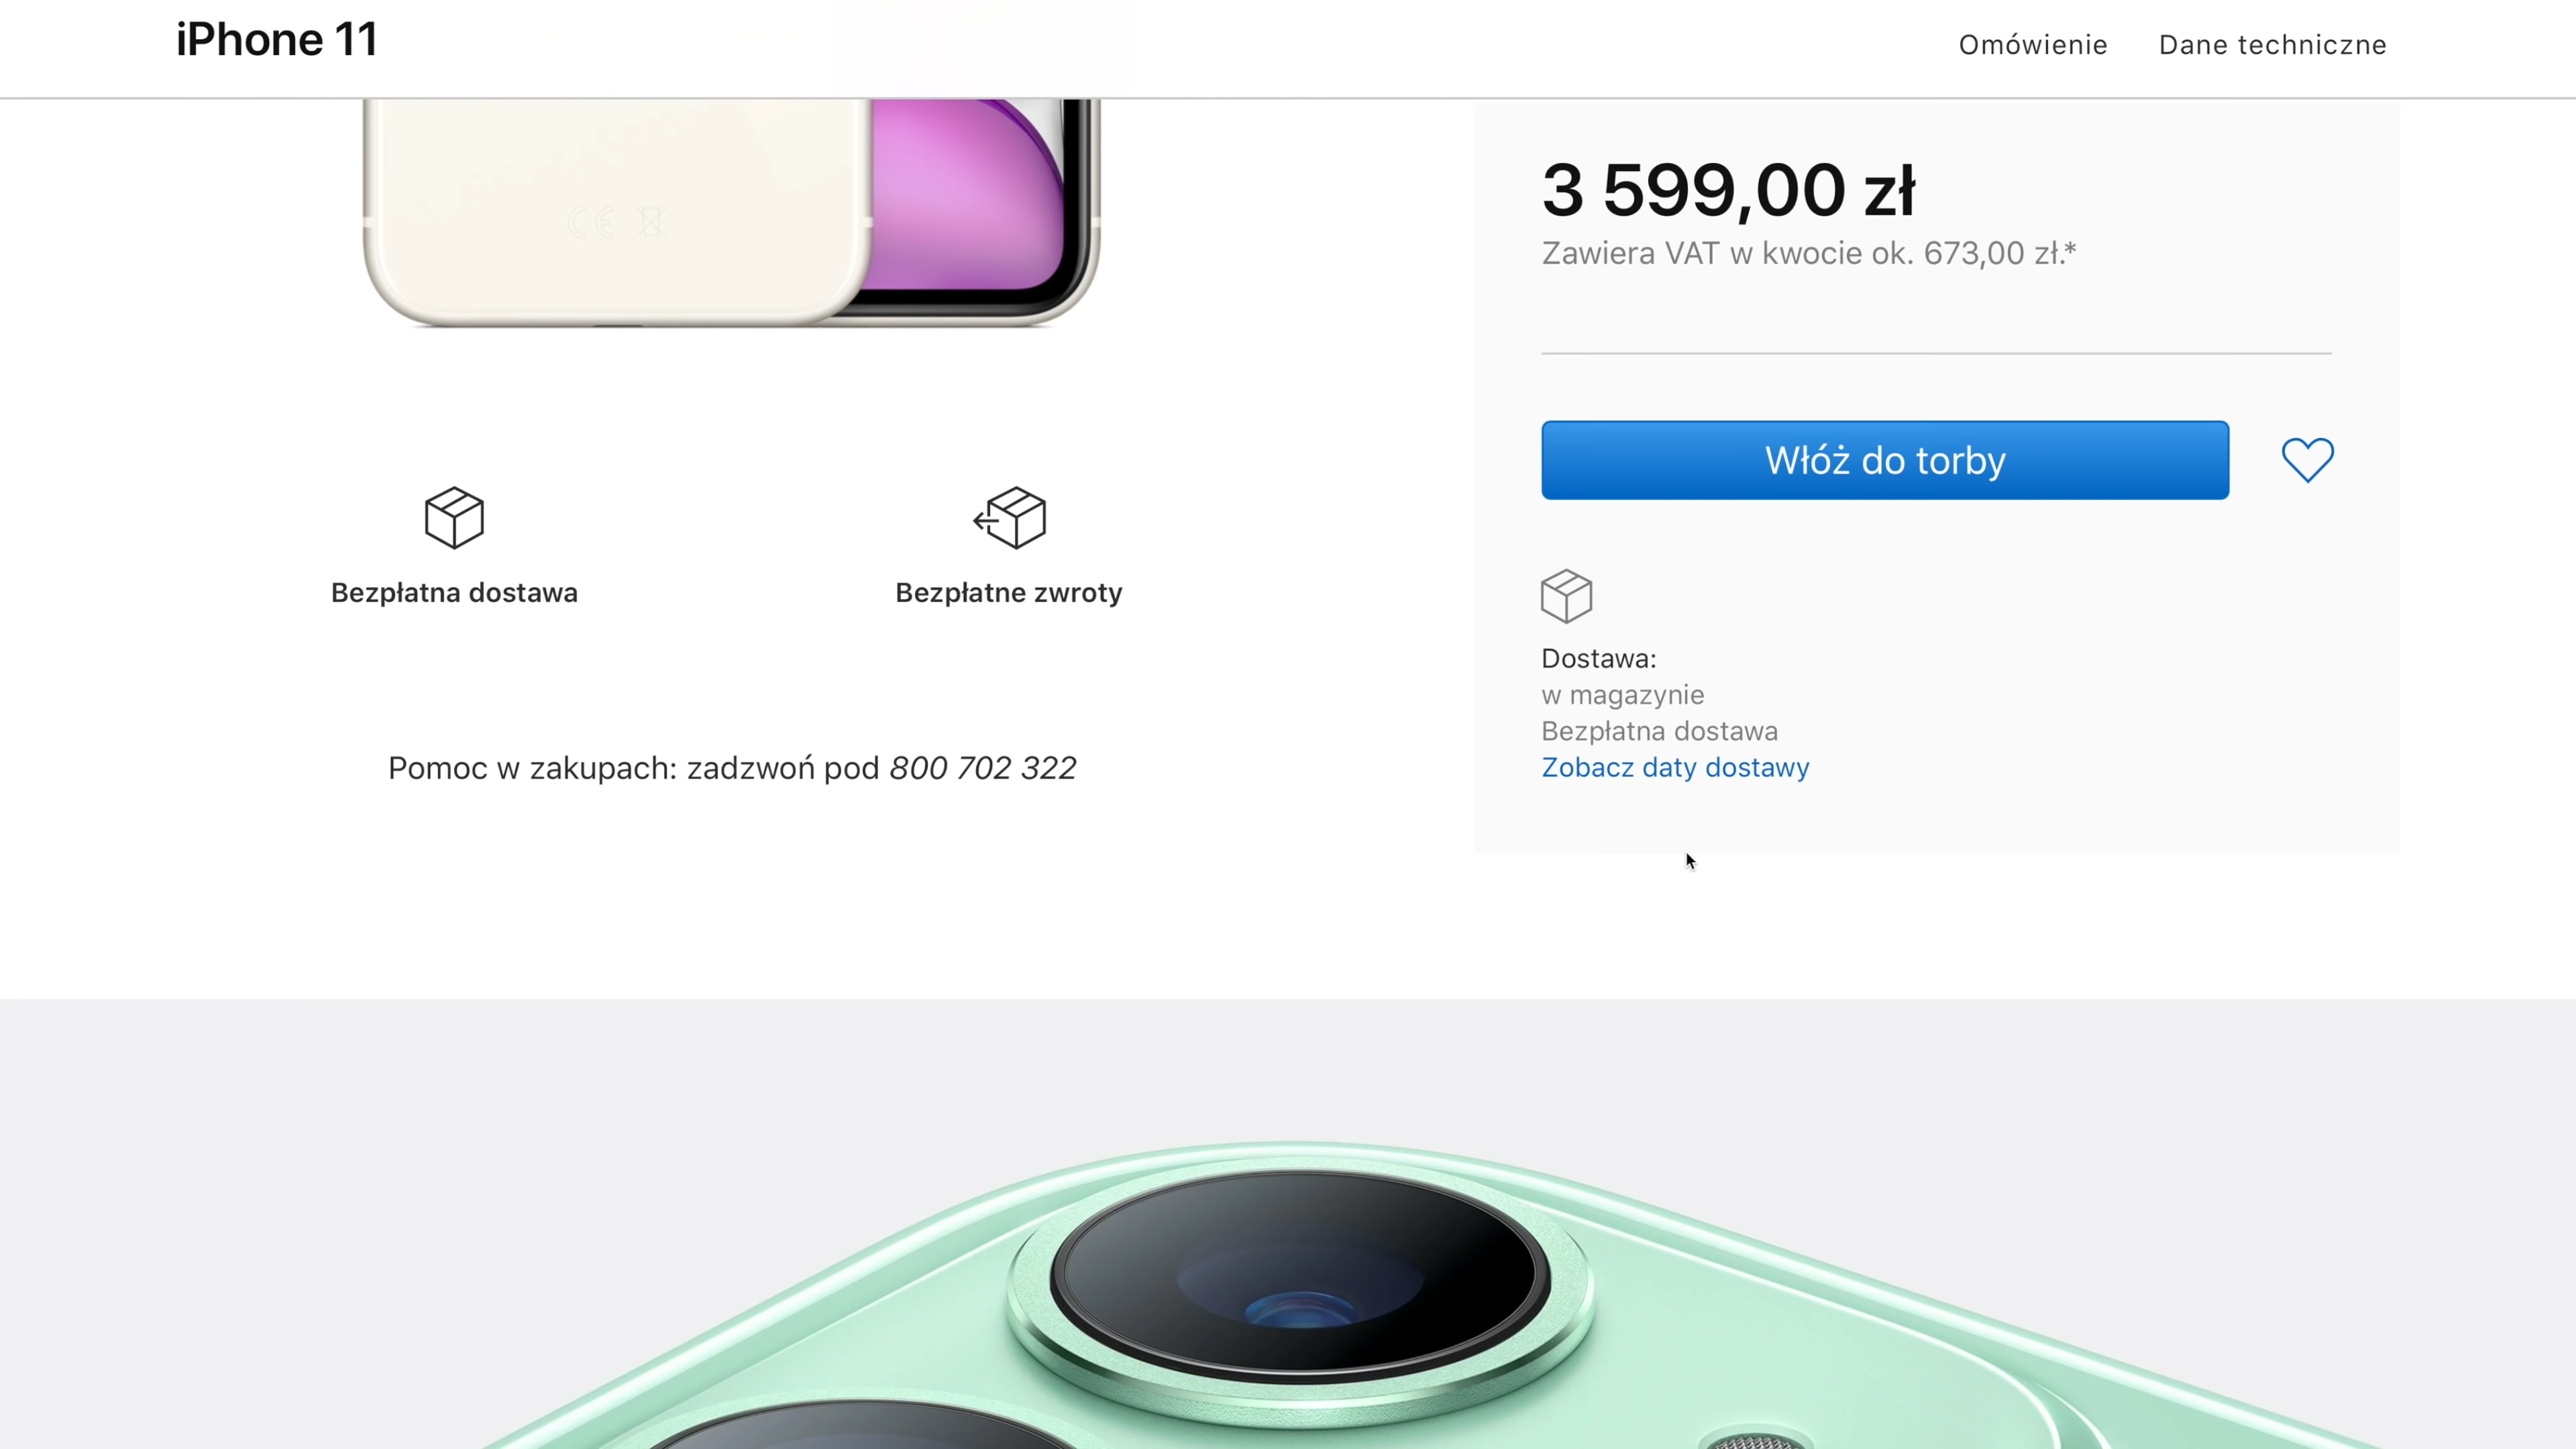 iPhone 11
Omówienie
Dane techniczne
3 599,00 zł
Zawiera VAT w kwocie ok. 673,00 zł.*
Włóż do torby
Bezpłatna dostawa
Bezpłatne zwroty
Pomoc w zakupach: zadzwoń pod 800 702 322
Dostawa:
w magazynie
Bezpłatna dostawa
Zobacz daty dostawy